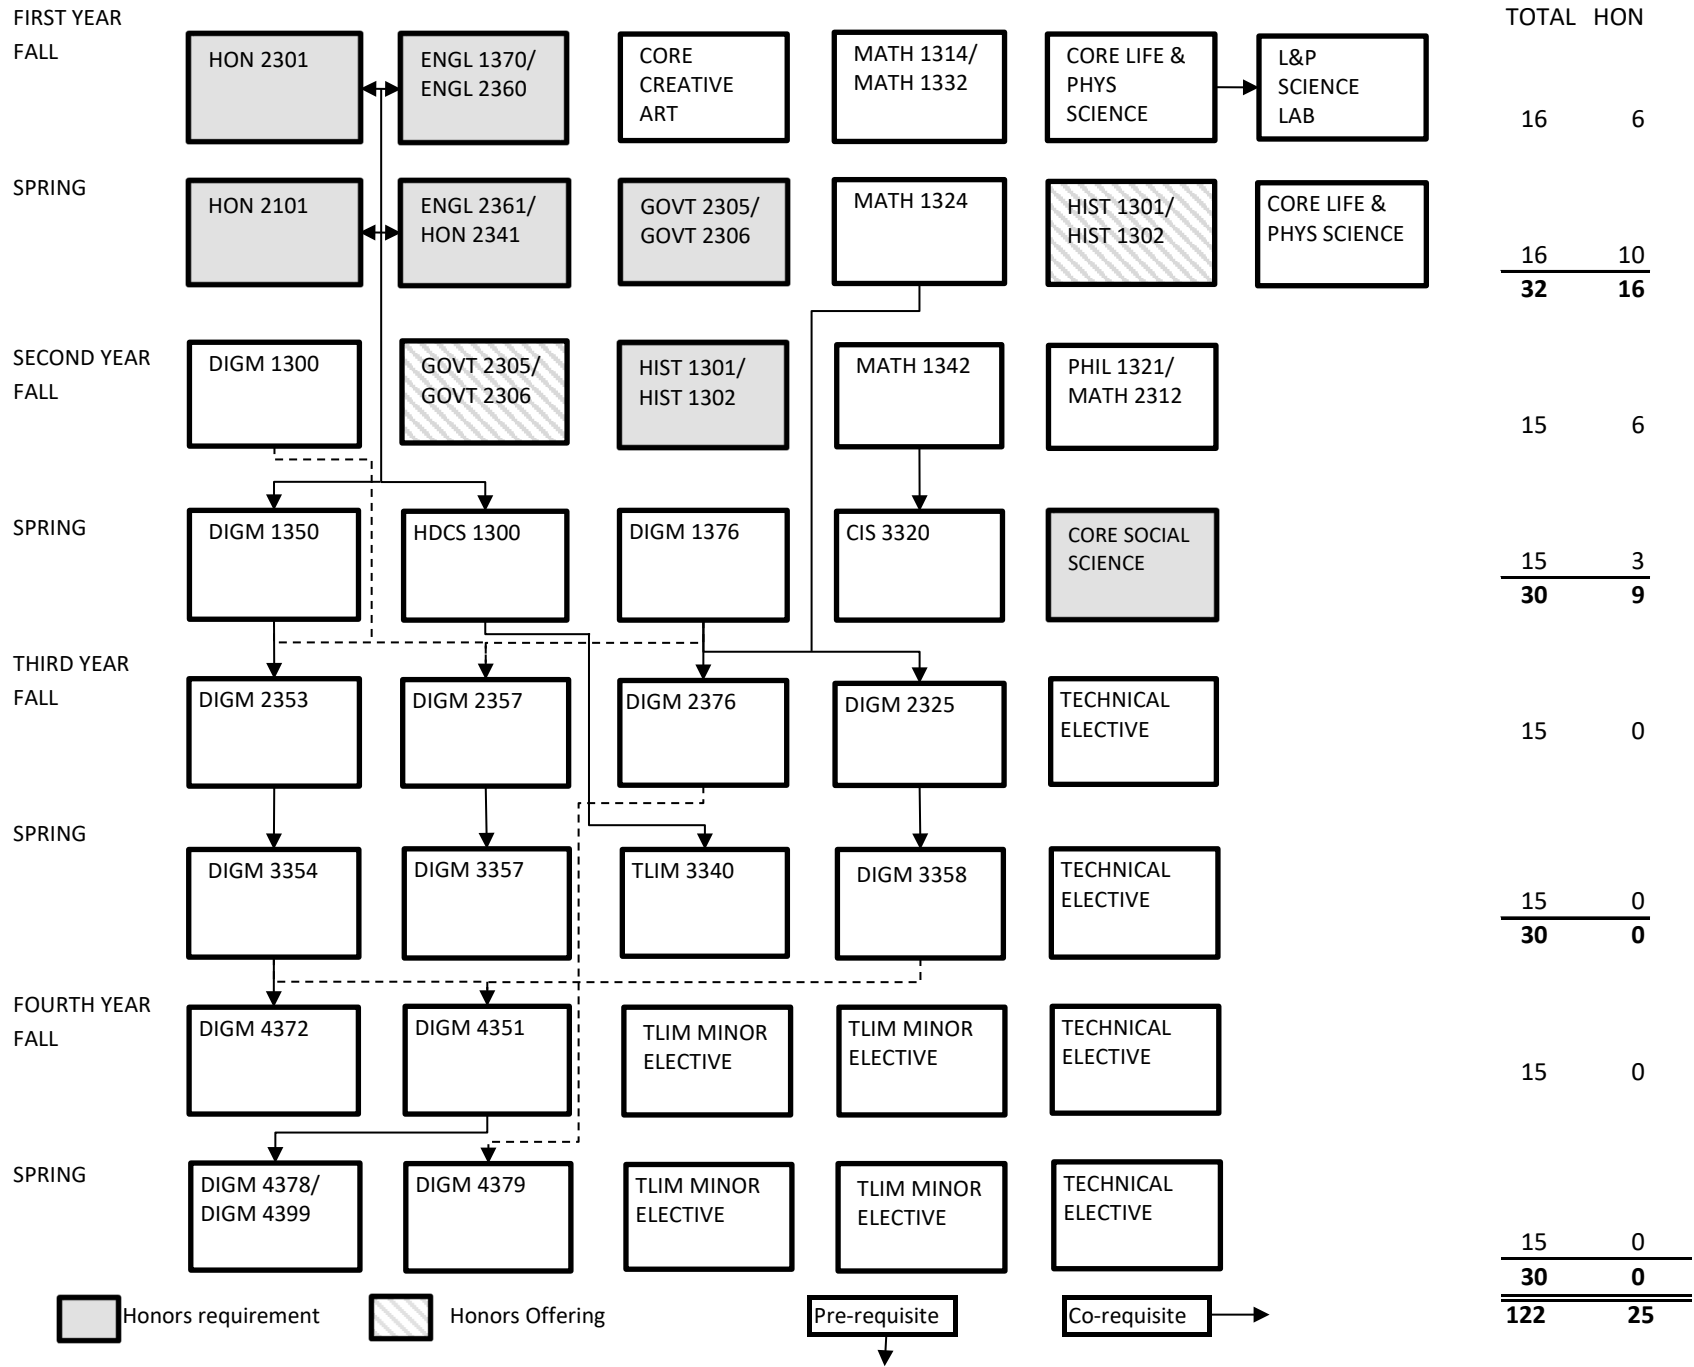 FIRST YEAR
TOTAL HON
FALL
HON 2301
ENGL 1370/
ENGL 2360
CORE
CREATIVE
ART
MATH 1314/
MATH 1332
CORE LIFE &
PHYS
SCIENCE
L&P
SCIENCE
LAB
16 6
SPRING
HON 2101
ENGL 2361/
HON 2341
GOVT 2305/
GOVT 2306
MATH 1324
HIST 1301/
HIST 1302
CORE LIFE &
PHYS SCIENCE
16 10
32 16
SECOND YEAR
FALL
DIGM 1300
GOVT 2305/
GOVT 2306
HIST 1301/
HIST 1302
MATH 1342
PHIL 1321/
MATH 2312
15 6
SPRING
DIGM 1350
HDCS 1300
DIGM 1376
CIS 3320
CORE SOCIAL
SCIENCE
15 3
30 9
THIRD YEAR
FALL
DIGM 2353
DIGM 2357
DIGM 2376
DIGM 2325
TECHNICAL
ELECTIVE
15 0
SPRING
DIGM 3354
DIGM 3357
TLIM 3340
DIGM 3358
TECHNICAL
ELECTIVE
15 0
30 0
FOURTH YEAR
FALL
DIGM 4372
DIGM 4351
TLIM MINOR
ELECTIVE
TLIM MINOR
ELECTIVE
TECHNICAL
ELECTIVE
15 0
SPRING
DIGM 4378/
DIGM 4399
DIGM 4379
TLIM MINOR
ELECTIVE
TLIM MINOR
ELECTIVE
TECHNICAL
ELECTIVE
15 0
30 0
122 25
Honors requirement
Honors Offering
Pre-requisite
Co-requisite